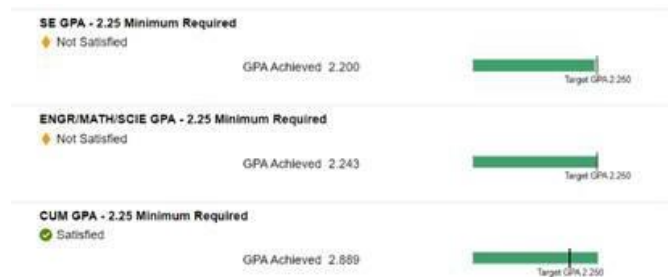 SE GPA - 2.25 Minimum Required
Not Satisfied
GPA Achieved 2.200
Target GPA 2.250
ENGR/MATH/SCIE GPA - 2.25 Minimum Required
Not Satisfied
GPA Achieved 2.243
Target GPA 2.250
CUM GPA - 2.25 Minimum Required
Satisfied
GPA Achieved 2.889
Target GPA 2.250